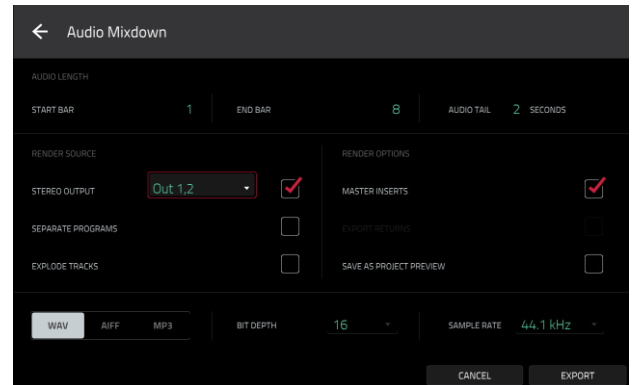 Audio Mixdown
AUDIO LENGTH
START BAR 1 END BAR 8 AUDIO TAIL 2 SECONDS
RENDER SOURCE RENDER OPTIONS
STEREO OUTPUT Out 1,2 MASTER INSERTS
SEPARATE PROGRAMS EXPORT RETURNS
EXPLODE TRACKS SAVE AS PROJECT PREVIEW
WAV AIFF MP3 BIT DEPTH 16 SAMPLE RATE 44.1 kHz
CANCEL EXPORT